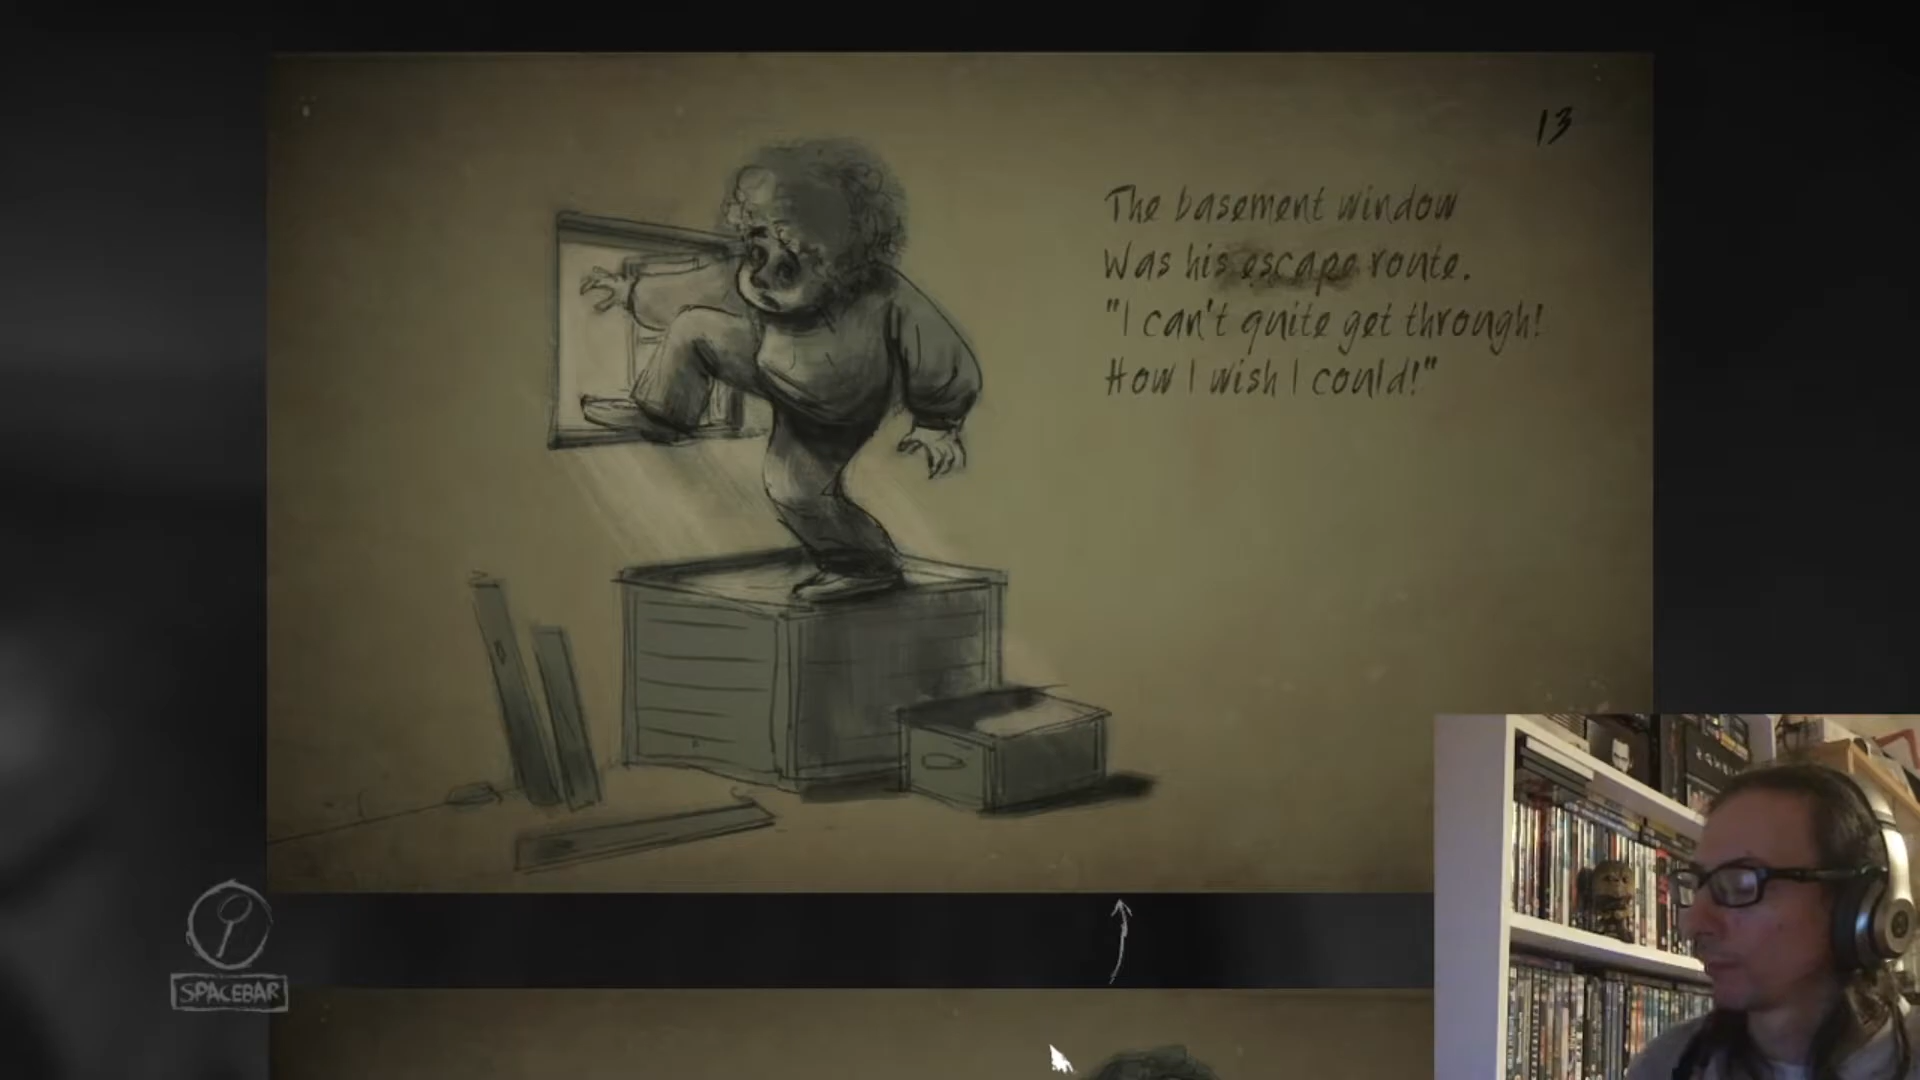 13
The basement window
Was his escape route.
"I can't quite get through!
How I wish I could!"
SPACEBAR